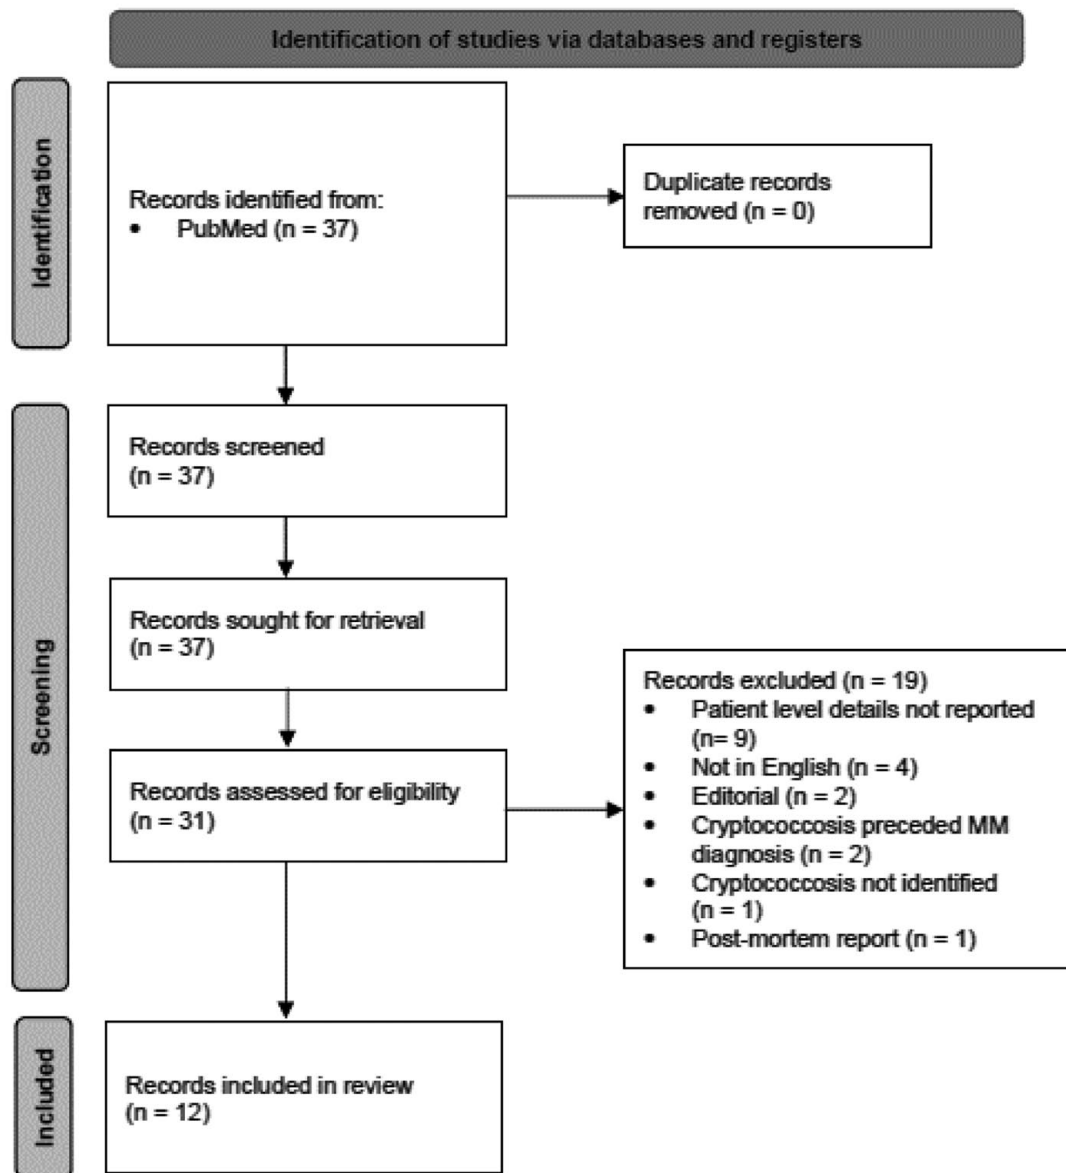 Identification of studies via databases and registers
Identification
Records identified from:
• PubMed (n = 37)
Duplicate records
removed (n = 0)
Screening
Records screened
(n = 37)
Records sought for retrieval
(n = 37)
Records assessed for eligibility
(n = 31)
Records excluded (n = 19)
• Patient level details not reported
(n= 9)
• Not in English (n = 4)
• Editorial (n = 2)
• Cryptococcosis preceded MM
diagnosis (n = 2)
• Cryptococcosis not identified
(n = 1)
• Post-mortem report (n = 1)
Included
Records included in review
(n = 12)